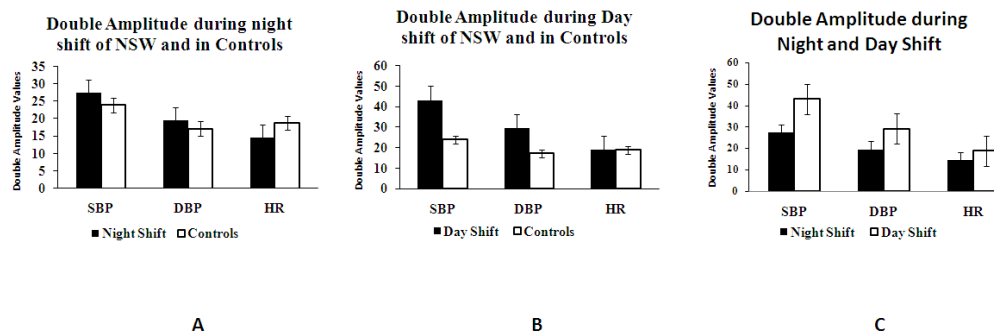 Double Amplitude during night
shift of NSW and in Controls
Double Amplitude Values
35
30
25
20
15
10
5
0
SBP DBP HR
Night Shift Controls
A
Double Amplitude during Day
shift of NSW and in Controls
Double Amplitude Values
60
50
40
30
20
10
0
SBP DBP HR
Day Shift Controls
B
Double Amplitude during
Night and Day Shift
Double Amplitude Values
60
50
40
30
20
10
0
SBP DBP HR
Night Shift Day Shift
C